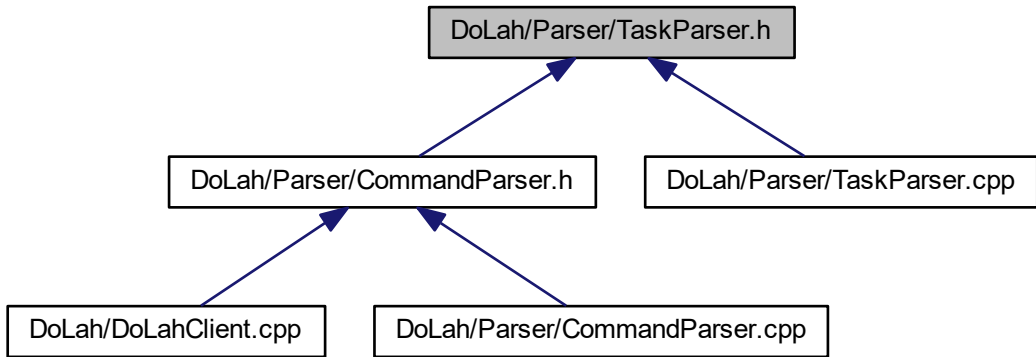 DoLah/Parser/TaskParser.h
DoLah/Parser/CommandParser.h
DoLah/Parser/TaskParser.cpp
DoLah/DoLahClient.cpp
DoLah/Parser/CommandParser.cpp